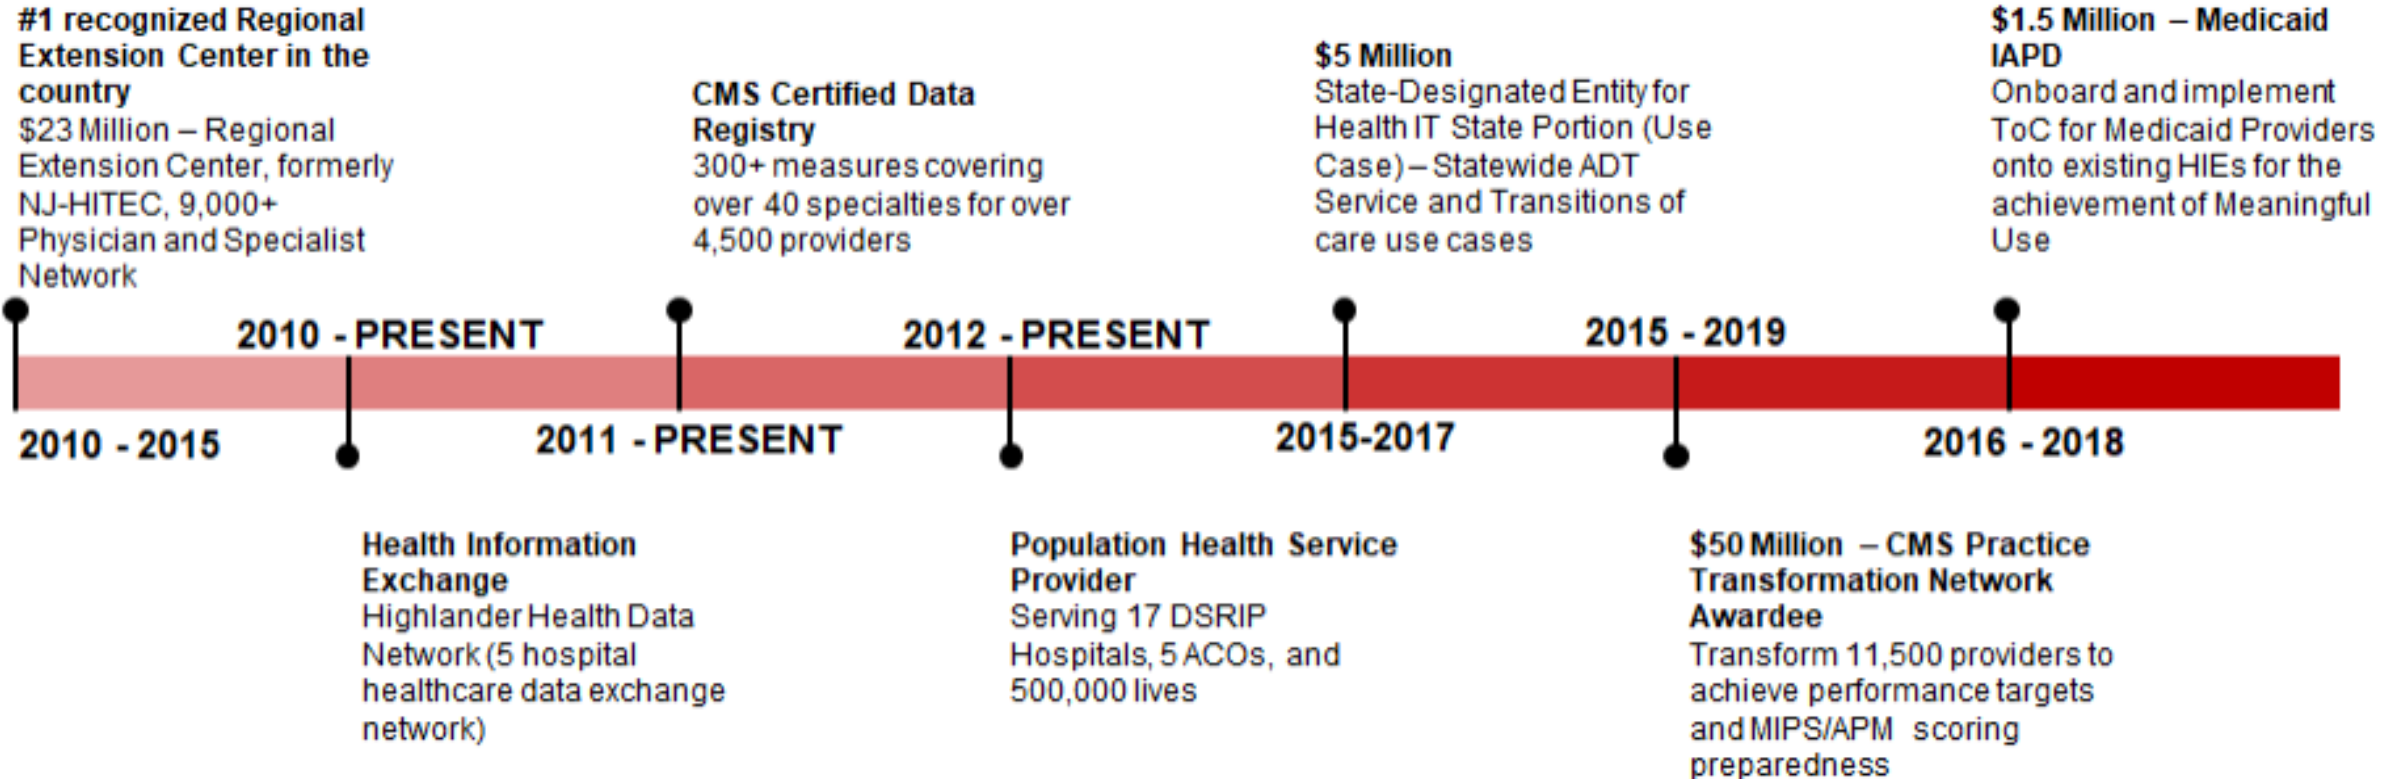 #1 recognized Regional
Extension Center in the
country
$23 Million – Regional
Extension Center, formerly
NJ-HITEC, 9,000+
Physician and Specialist
Network
CMS Certified Data
Registry
300+ measures covering
over 40 specialties for over
4,500 providers
$5 Million
State-Designated Entity for
Health IT State Portion (Use
Case) – Statewide ADT
Service and Transitions of
care use cases
$1.5 Million – Medicaid
IAPD
Onboard and implement
ToC for Medicaid Providers
onto existing HIEs for the
achievement of Meaningful
Use
2010 - PRESENT
2012 - PRESENT
2015 - 2019
2010 - 2015
2011 - PRESENT
2015-2017
2016 - 2018
Health Information
Exchange
Highlander Health Data
Network (5 hospital
healthcare data exchange
network)
Population Health Service
Provider
Serving 17 DSRIP
Hospitals, 5 ACOs, and
500,000 lives
$50 Million – CMS Practice
Transformation Network
Awardee
Transform 11,500 providers to
achieve performance targets
and MIPS/APM scoring
preparedness